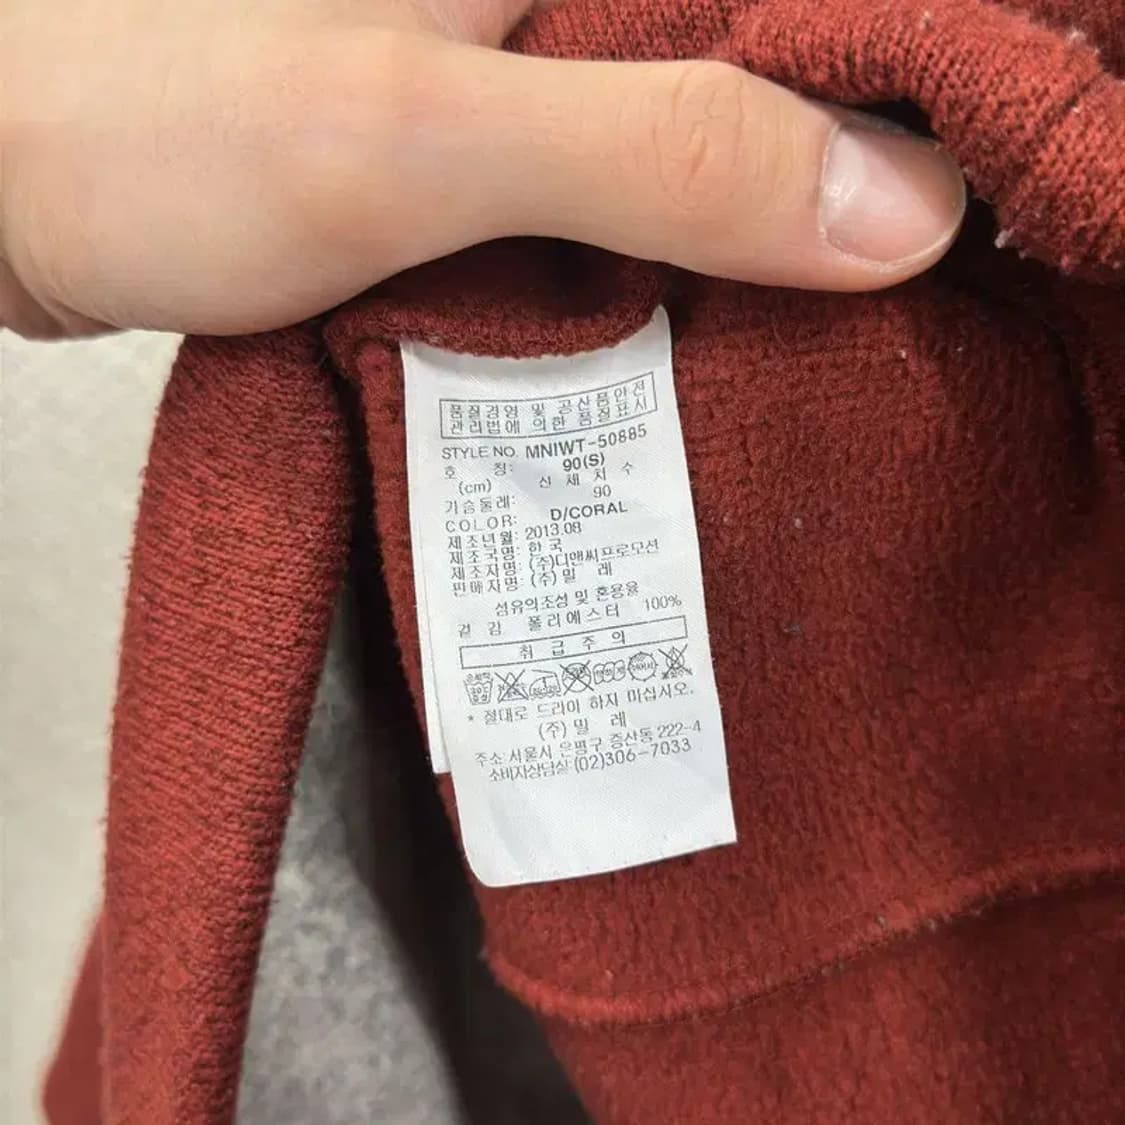 품질경영 및 공산품안전
관리법에 의한 품질표시
STYLE NO. MNIWT-50885
호 칭: 90(S)
(cm) 신 체 치 수
가슴둘레: 90
COLOR: D/CORAL
제조년월: 2013.08
제조국명: 한 국
제조자명: (주)디앤씨프로모션
판매자명: (주) 밀 레
섬유의조성 및 혼용율
겉 감 폴리에스터 100%
취 급 주 의
* 절대로 드라이 하지 마십시오.
(주) 밀 레
주소 서울시 은평구 증산동 222-4
소비자상담실 (02)306-7033